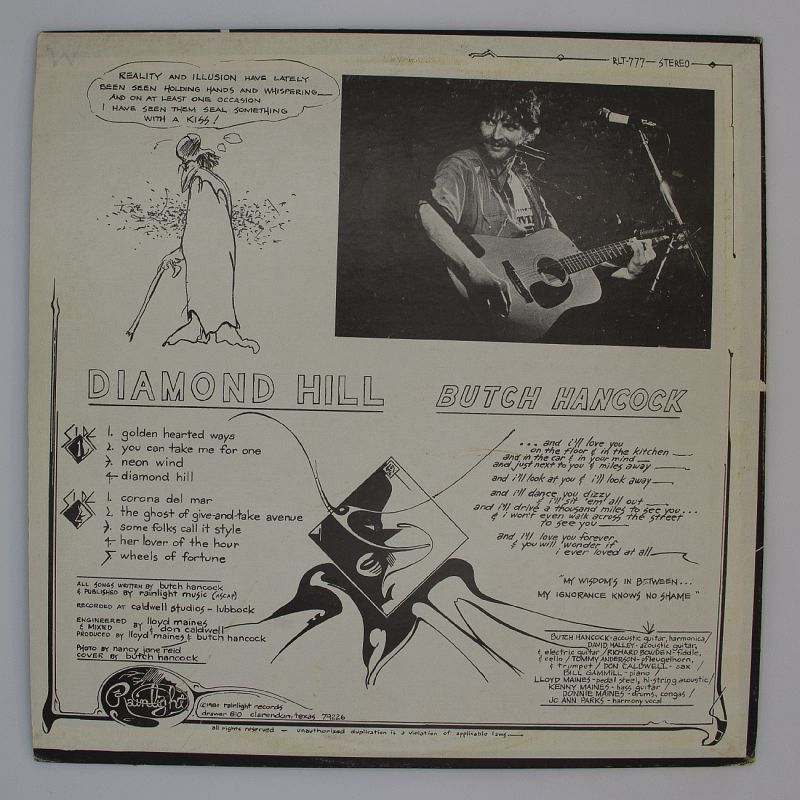 RLT-777 — STEREO
REALITY AND ILLUSION HAVE LATELY
BEEN SEEN HOLDING HANDS AND WHISPERING
AND ON AT LEAST ONE OCCASION
I HAVE SEEN THEM SEAL SOMETHING
WITH A KISS!
DIAMOND HILL
BUTCH HANCOCK
SIDE 1
1. golden hearted ways
2. you can take me for one
3. neon wind
4- diamond hill
SIDE 2
1. corona del mar
2. the ghost of give-and-take avenue
3. some folks call it style
4- her lover of the hour
5 wheels of fortune
ALL SONGS WRITTEN BY butch hancock
& PUBLISHED BY rainlight music (ASCAP)
RECORDED AT caldwell studios - lubbock
ENGINEERED & MIXED BY lloyd maines & don caldwell
PRODUCED BY lloyd maines & butch hancock
PHOTO BY nancy jane reid
COVER BY butch hancock
... and i'll love you
on the floor & in the kitchen
and in the car & in your mind
and just next to you & miles away
and i'll look at you & i'll look away
and i'll dance you dizzy
& i'll sit 'em all out
and i'll drive a thousand miles to see you...
& i won't even walk across the street
to see you
and i'll love you forever
& you will wonder if
i ever loved at all
"MY WISDOM'S IN BETWEEN...
MY IGNORANCE KNOWS NO SHAME"
BUTCH HANCOCK - acoustic guitar, harmonica/
DAVID HALLEY - acoustic guitar,
& electric guitar / RICHARD BOWDEN - fiddle,
& cello / TOMMY ANDERSON - pfleugelhorn,
& trumpet / DON CALDWELL - sax /
BILL GAMMILL - piano /
LLOYD MAINES - pedal steel, hi-string acoustic /
KENNY MAINES - bass guitar /
DONNIE MAINES - drums, congas /
JO ANN PARKS - harmony vocal
Rainlight
rainlight records
drawer 810 clarendon, texas 79226
all rights reserved — unauthorized duplication is a violation of applicable laws